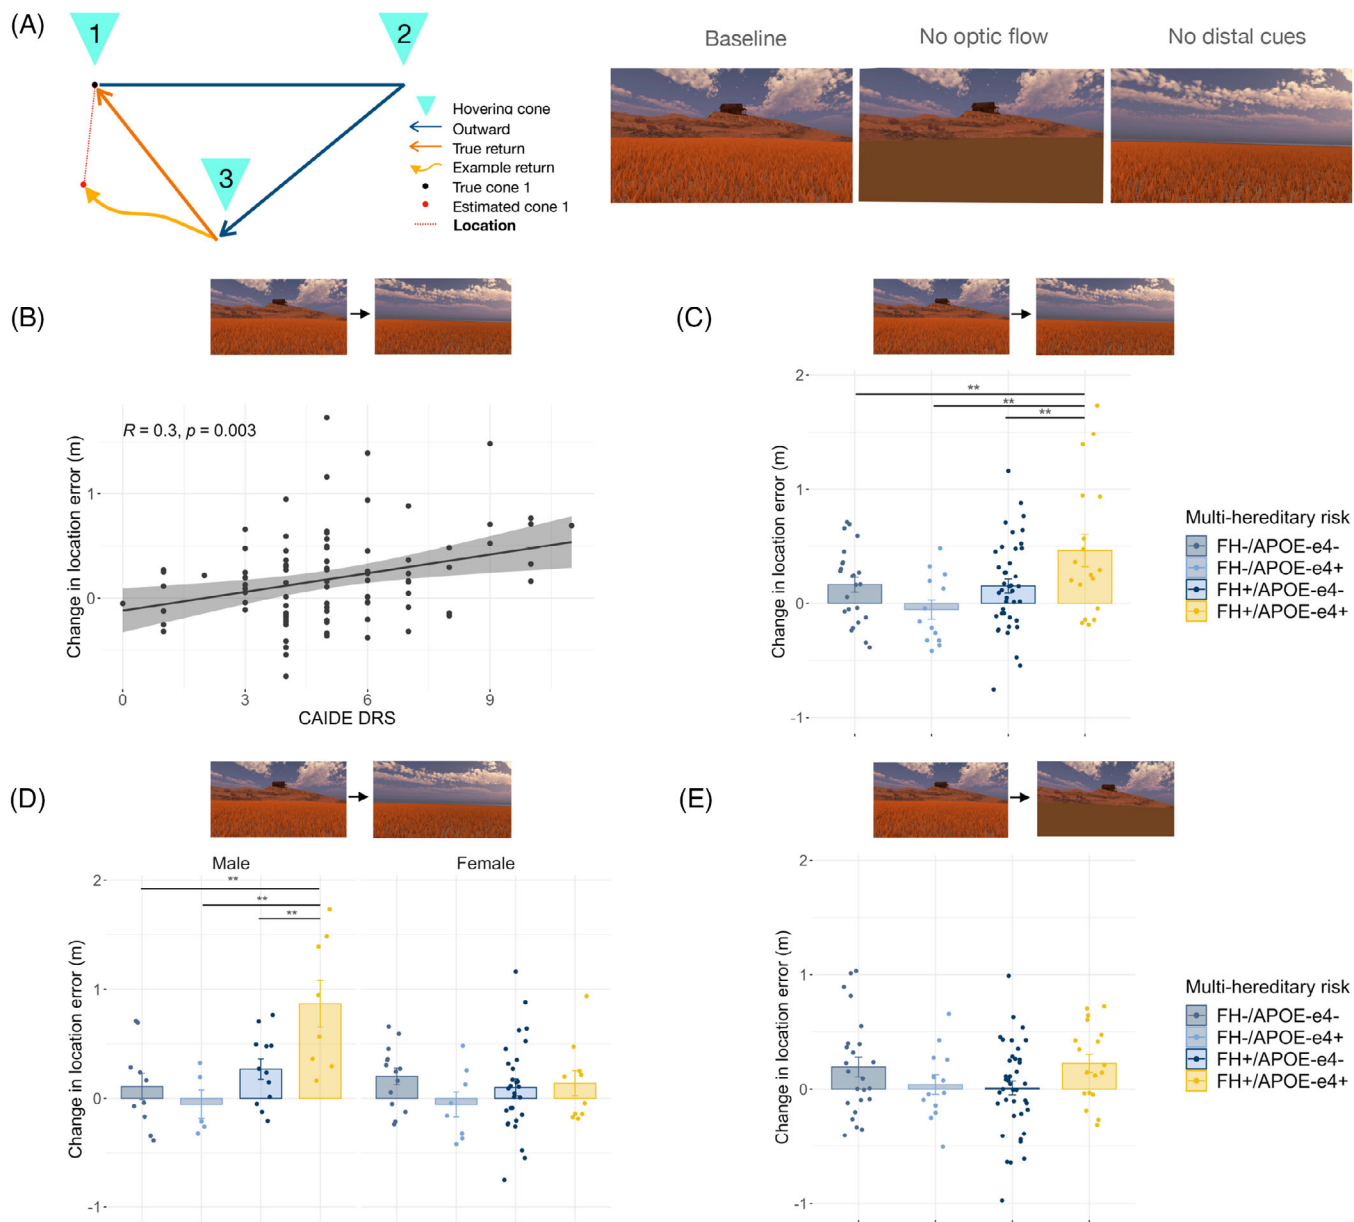 (A)
1
2
3
Hovering cone
Outward
True return
Example return
True cone 1
Estimated cone 1
Location
Baseline
No optic flow
No distal cues
(B)
R = 0.3, p = 0.003
Change in location error (m)
1
0
0
3
6
9
CAIDE DRS
(C)
**
**
**
Change in location error (m)
2
1
0
-1
Multi-hereditary risk
FH-/APOE-e4-
FH-/APOE-e4+
FH+/APOE-e4-
FH+/APOE-e4+
(D)
Male
Female
**
**
**
Change in location error (m)
2
1
0
-1
(E)
Change in location error (m)
2
1
0
-1
Multi-hereditary risk
FH-/APOE-e4-
FH-/APOE-e4+
FH+/APOE-e4-
FH+/APOE-e4+